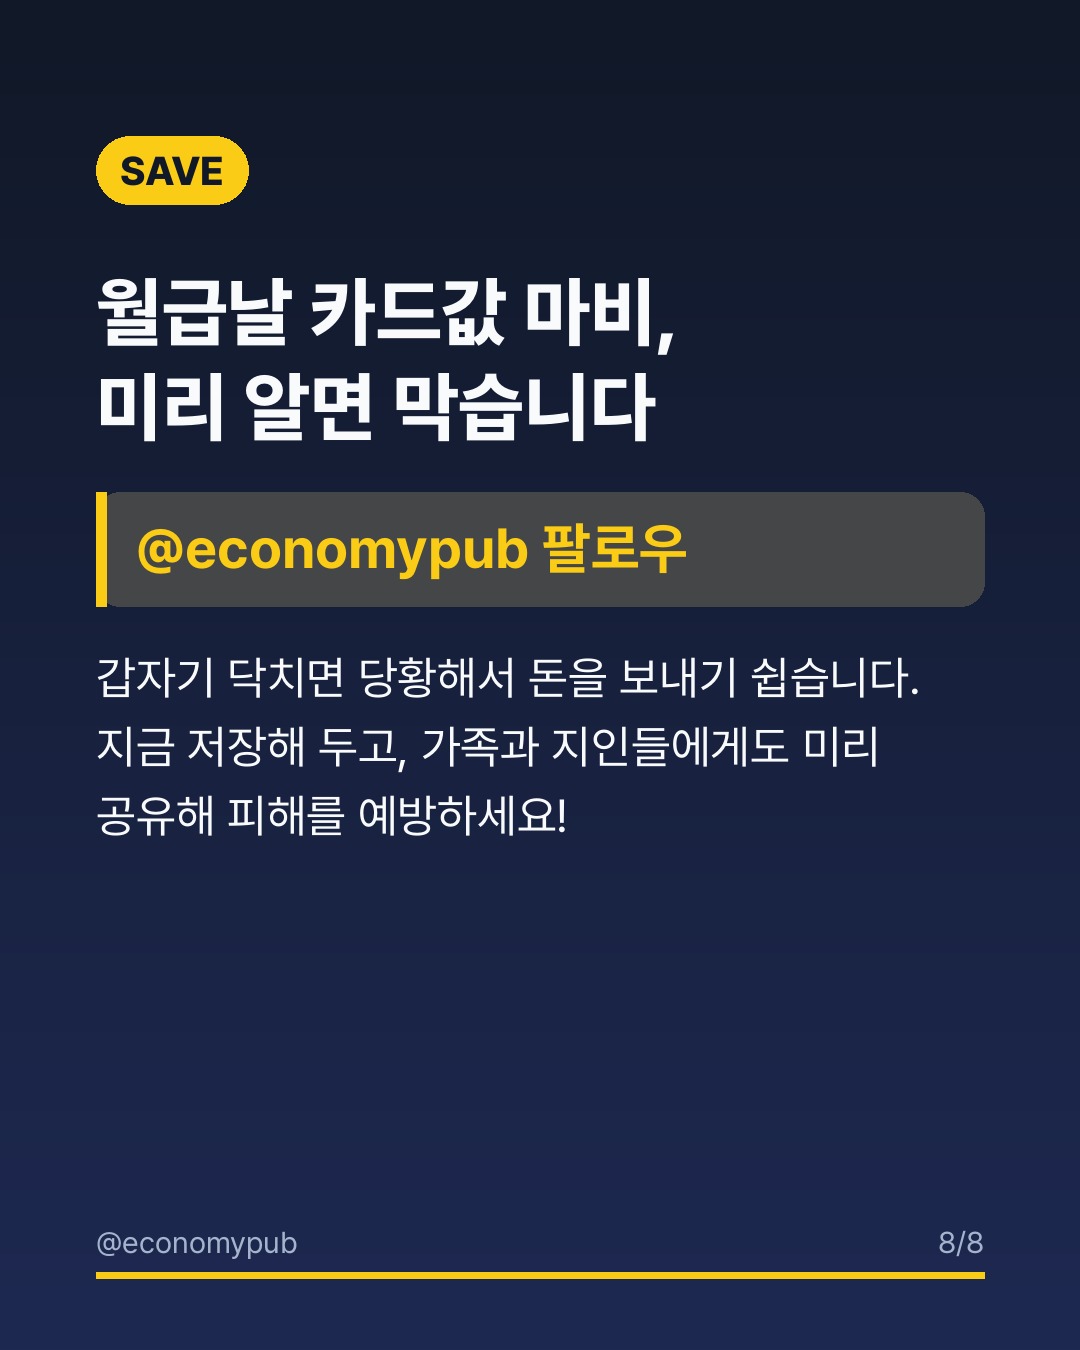 SAVE
월급날 카드값 마비,
미리 알면 막습니다
@economypub 팔로우
갑자기 닥치면 당황해서 돈을 보내기 쉽습니다.
지금 저장해 두고, 가족과 지인들에게도 미리
공유해 피해를 예방하세요!
@economypub
8/8